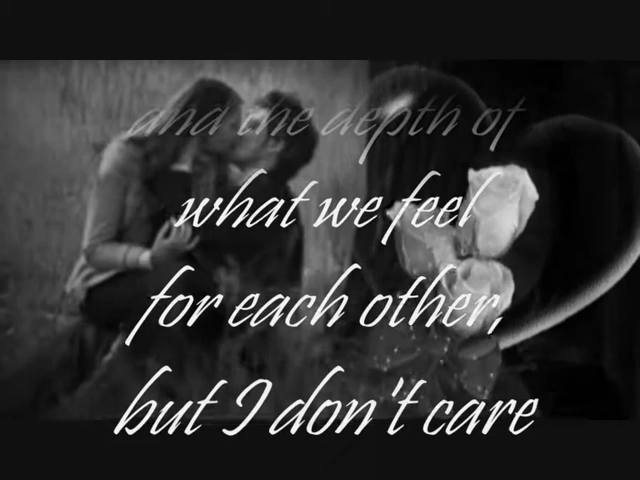 and the depth of
what we feel
for each other,
but I don't care